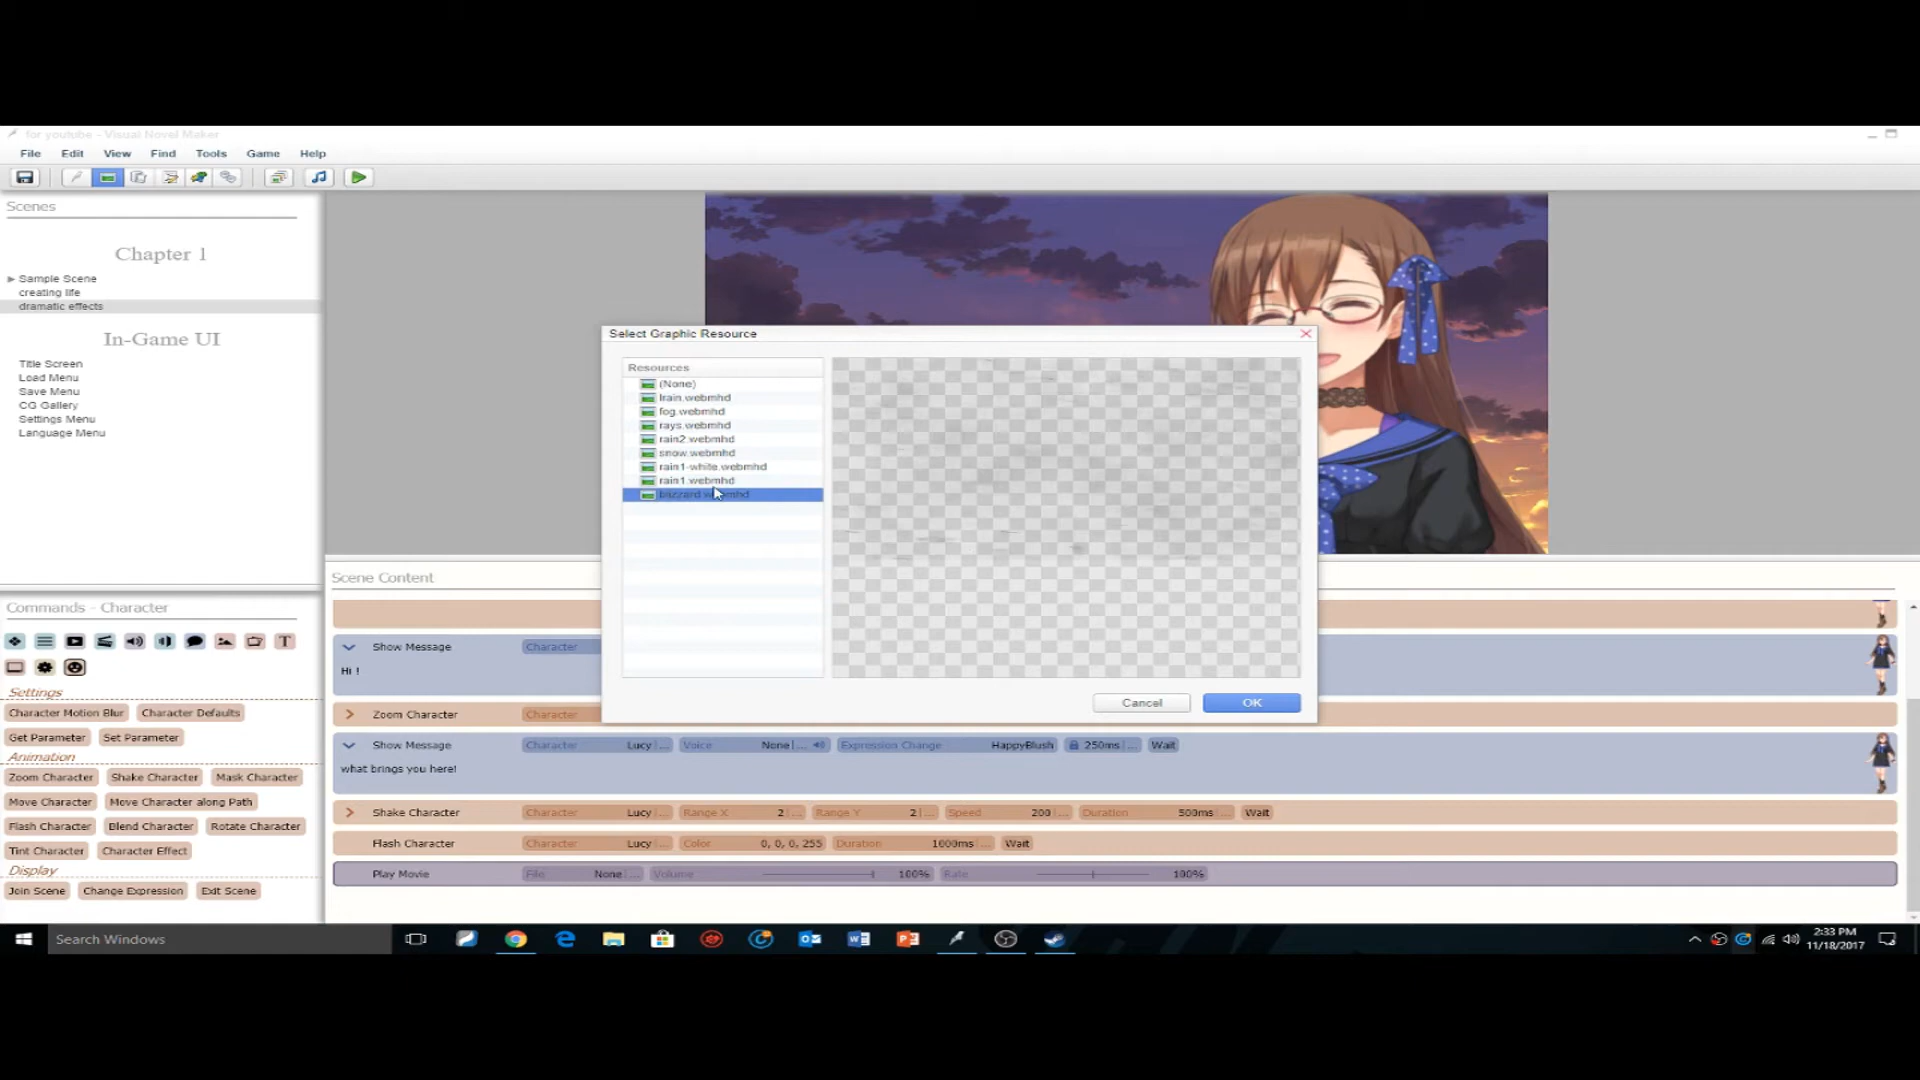 for youtube - Visual Novel Maker
File Edit View Find Tools Game Help
Scenes
Chapter 1
Sample Scene
creating life
dramatic effects
In-Game UI
Title Screen
Load Menu
Save Menu
CG Gallery
Settings Menu
Language Menu
Select Graphic Resource
Resources
(None)
lrain.webmhd
fog.webmhd
rays.webmhd
rain2.webmhd
snow.webmhd
rain1-white.webmhd
rain1.webmhd
Cancel OK
Scene Content
Show Message Character
Hi !
Zoom Character Character
Show Message Character Lucy ... Voice None ... Expression Change HappyBlush 250ms ... Wait
what brings you here!
Shake Character Character Lucy ... Range X 2 ... Range Y 2 ... Speed 200 ... Duration 500ms ... Wait
Flash Character Character Lucy ... Color 0, 0, 0, 255 Duration 1000ms ... Wait
Play Movie File None ... Volume 100% Rate 100%
Commands - Character
T
Settings
Character Motion Blur Character Defaults
Get Parameter Set Parameter
Animation
Zoom Character Shake Character Mask Character
Move Character Move Character along Path
Flash Character Blend Character Rotate Character
Tint Character Character Effect
Display
Join Scene Change Expression Exit Scene
Search Windows
2:33 PM
11/18/2017